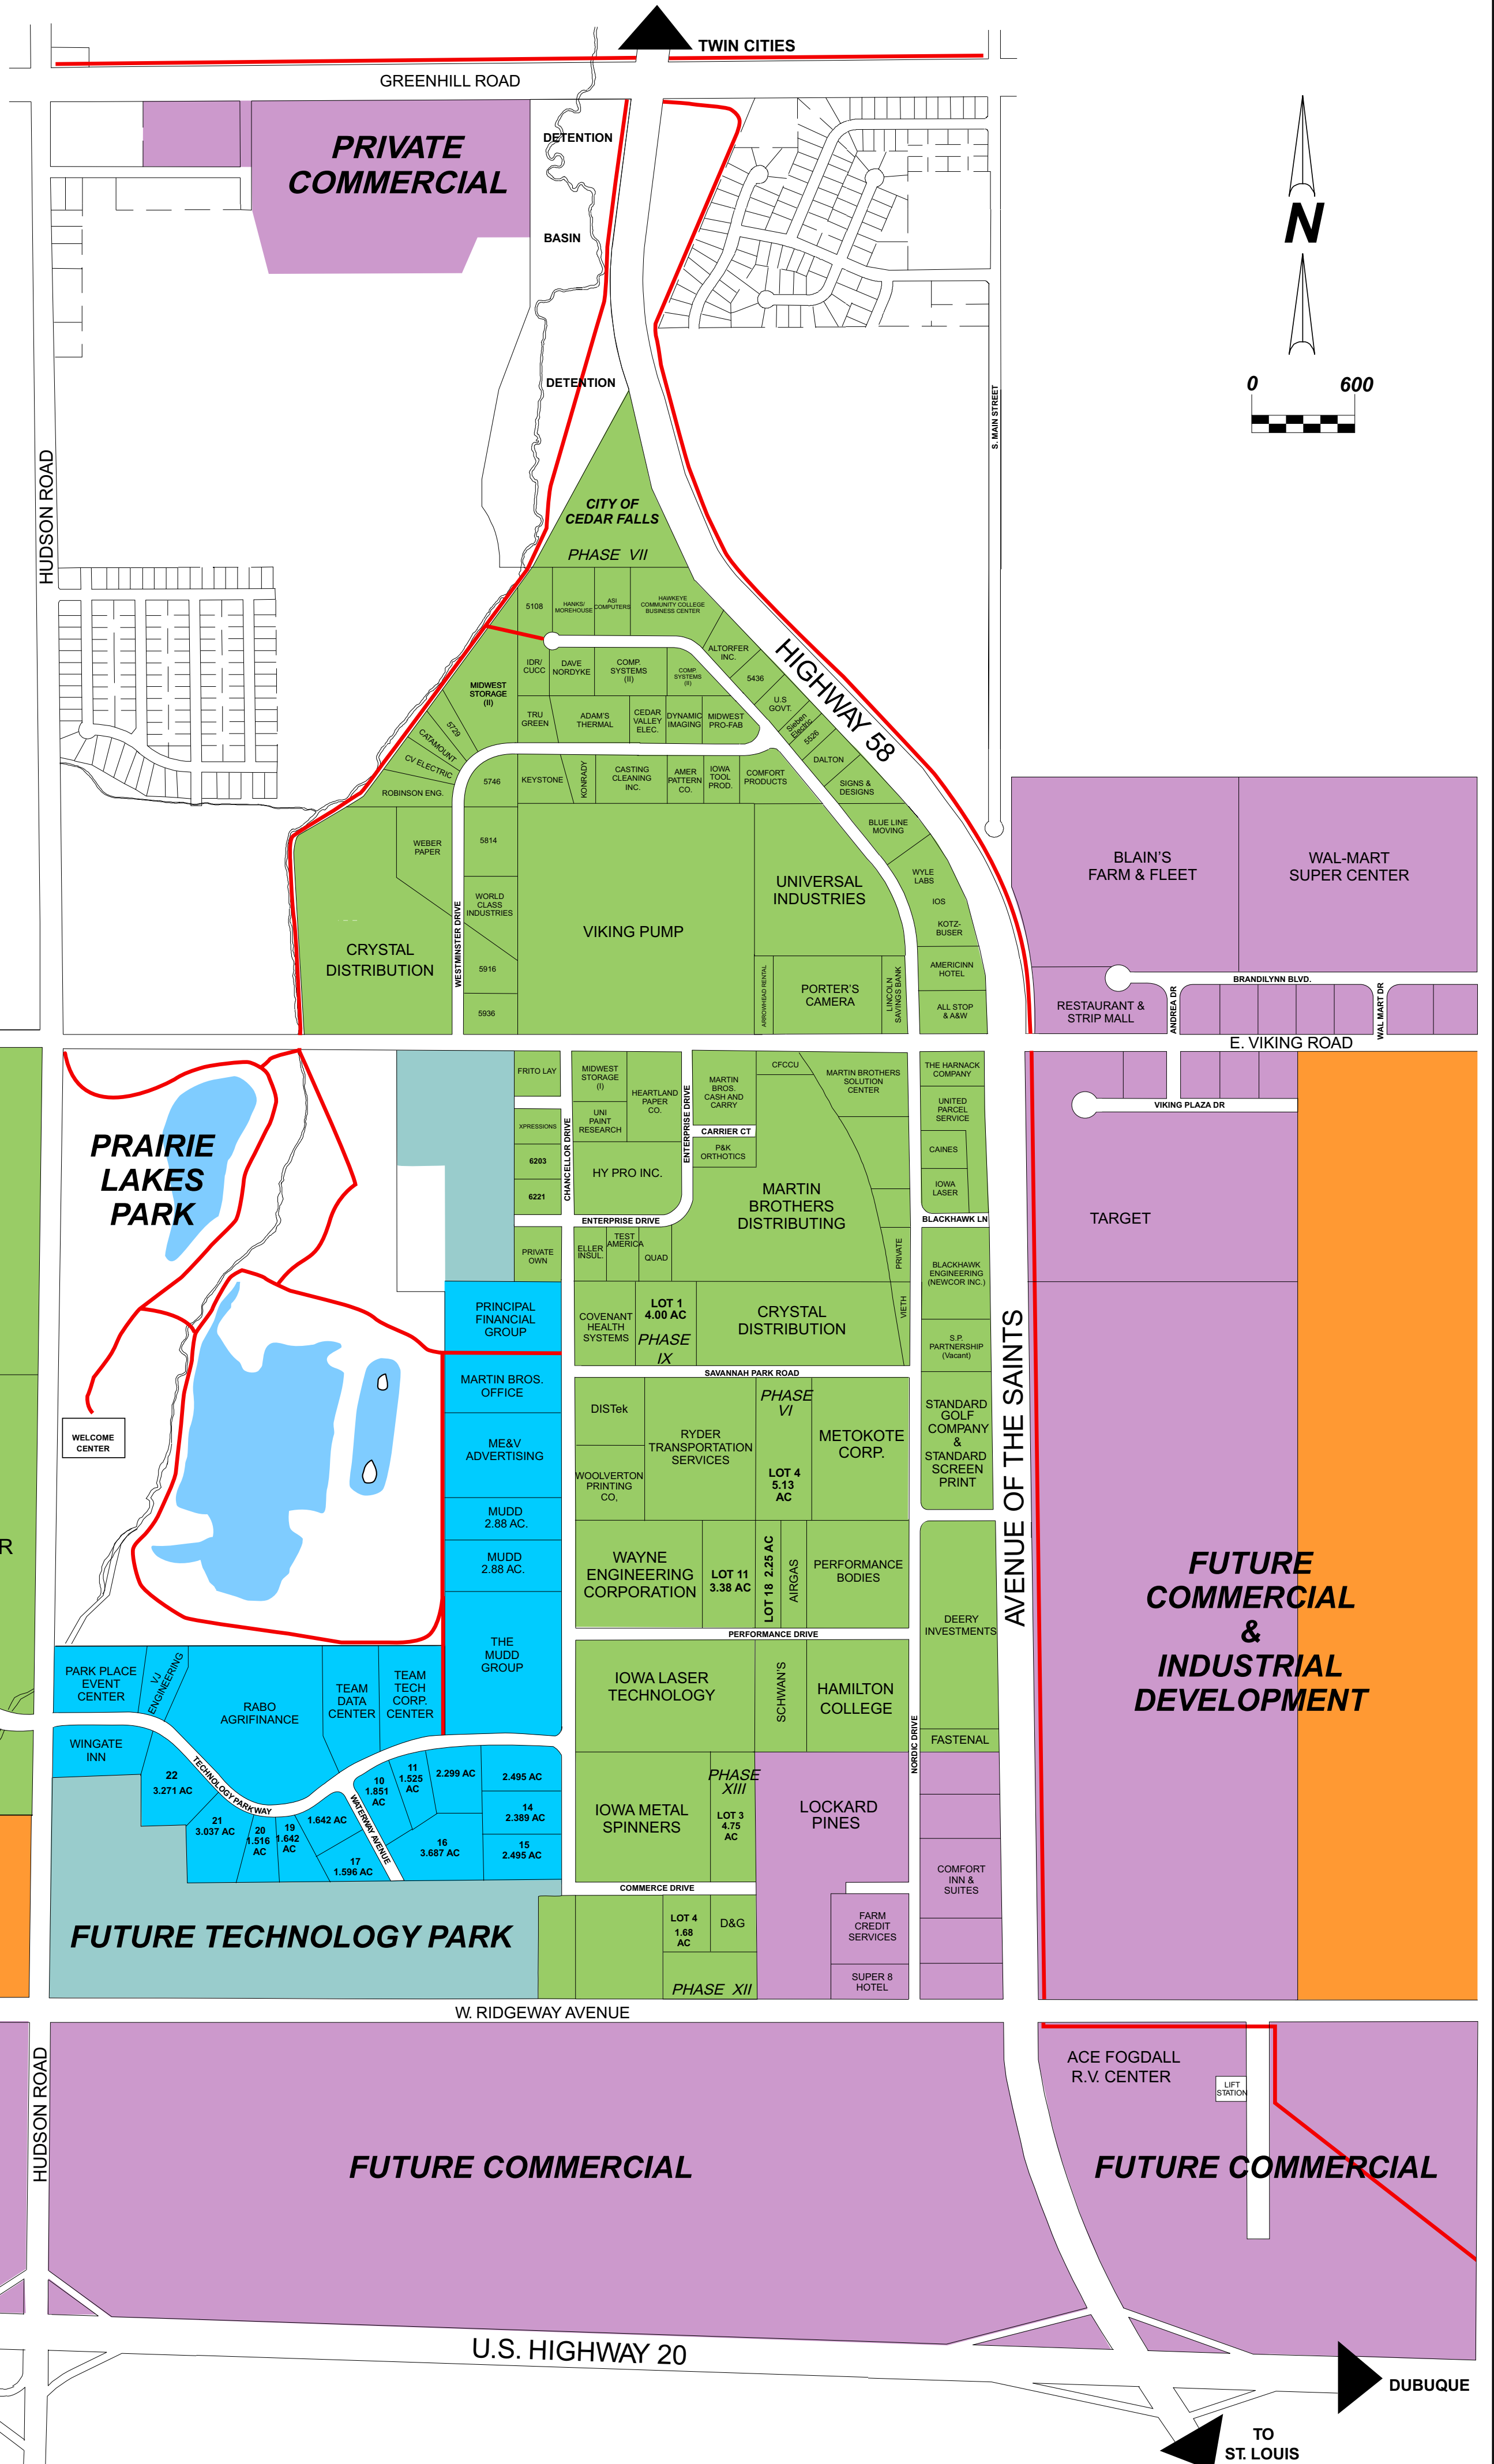 TWIN CITIES
GREENHILL ROAD
PRIVATE
COMMERCIAL
DETENTION
BASIN
DETENTION
N
0 600
S. MAIN STREET
HUDSON ROAD
CITY OF
CEDAR FALLS
PHASE VII
5108
HANKS/
MOREHOUSE
ASI
COMPUTERS
HAWKEYE
COMMUNITY COLLEGE
BUSINESS CENTER
ALTORFER
INC.
5436
U.S
GOVT.
Sieben
Electric
5526
DALTON
SIGNS &
DESIGNS
HIGHWAY 58
IDR/
CUCC
DAVE
NORDYKE
COMP.
SYSTEMS
(II)
COMP.
SYSTEMS
(II)
MIDWEST
STORAGE
(II)
TRU
GREEN
ADAM'S
THERMAL
CEDAR
VALLEY
ELEC.
DYNAMIC
IMAGING
MIDWEST
PRO-FAB
5729
CATAMOUNT
CV ELECTRIC
ROBINSON ENG.
5746
KEYSTONE
KONRADY
CASTING
CLEANING
INC.
AMER
PATTERN
CO.
IOWA
TOOL
PROD.
COMFORT
PRODUCTS
BLUE LINE
MOVING
WEBER
PAPER
5814
WORLD
CLASS
INDUSTRIES
WESTMINSTER DRIVE
5916
5936
CRYSTAL
DISTRIBUTION
VIKING PUMP
UNIVERSAL
INDUSTRIES
WYLE
LABS
IOS
KOTZ-
BUSER
AMERICINN
HOTEL
ALL STOP
& A&W
ARROWHEAD RENTAL
PORTER'S
CAMERA
LINCOLN
SAVINGS BANK
BLAIN'S
FARM & FLEET
WAL-MART
SUPER CENTER
BRANDILYNN BLVD.
RESTAURANT &
STRIP MALL
ANDREA DR
WAL MART DR
E. VIKING ROAD
VIKING PLAZA DR
PRAIRIE
LAKES
PARK
WELCOME
CENTER
FRITO LAY
XPRESSIONS
6203
6221
PRIVATE
OWN
CHANCELLOR DRIVE
MIDWEST
STORAGE
(I)
UNI
PAINT
RESEARCH
HEARTLAND
PAPER
CO.
ENTERPRISE DRIVE
MARTIN
BROS.
CASH AND
CARRY
CARRIER CT
P&K
ORTHOTICS
CFCCU
MARTIN BROTHERS
SOLUTION
CENTER
THE HARNACK
COMPANY
UNITED
PARCEL
SERVICE
CAINES
IOWA
LASER
BLACKHAWK LN
HY PRO INC.
ENTERPRISE DRIVE
MARTIN
BROTHERS
DISTRIBUTING
ELLER
INSUL.
TEST
AMERICA
QUAD
PRIVATE
VIETH
BLACKHAWK
ENGINEERING
(NEWCOR INC.)
S.P.
PARTNERSHIP
(Vacant)
TARGET
PRINCIPAL
FINANCIAL
GROUP
COVENANT
HEALTH
SYSTEMS
LOT 1
4.00 AC
PHASE
IX
CRYSTAL
DISTRIBUTION
SAVANNAH PARK ROAD
MARTIN BROS.
OFFICE
ME&V
ADVERTISING
MUDD
2.88 AC.
MUDD
2.88 AC.
THE
MUDD
GROUP
DISTek
WOOLVERTON
PRINTING
CO,
RYDER
TRANSPORTATION
SERVICES
PHASE
VI
LOT 4
5.13
AC
METOKOTE
CORP.
STANDARD
GOLF
COMPANY
&
STANDARD
SCREEN
PRINT
AVENUE OF THE SAINTS
R
WAYNE
ENGINEERING
CORPORATION
LOT 11
3.38 AC
LOT 18 2.25 AC
AIRGAS
PERFORMANCE
BODIES
PERFORMANCE DRIVE
DEERY
INVESTMENTS
FUTURE
COMMERCIAL
&
INDUSTRIAL
DEVELOPMENT
PARK PLACE
EVENT
CENTER
VJ
ENGINEERING
RABO
AGRIFINANCE
TEAM
DATA
CENTER
TEAM
TECH
CORP.
CENTER
WINGATE
INN
TECHNOLOGY PARKWAY
IOWA LASER
TECHNOLOGY
SCHWAN'S
HAMILTON
COLLEGE
NORDIC DRIVE
FASTENAL
22
3.271 AC
21
3.037 AC
20
1.516
AC
19
1.642
AC
1.642 AC
17
1.596 AC
WATERWAY AVENUE
10
1.851
AC
11
1.525
AC
2.299 AC
2.495 AC
14
2.389 AC
15
2.495 AC
16
3.687 AC
IOWA METAL
SPINNERS
PHASE
XIII
LOT 3
4.75
AC
LOCKARD
PINES
COMFORT
INN &
SUITES
COMMERCE DRIVE
FUTURE TECHNOLOGY PARK
LOT 4
1.68
AC
D&G
PHASE XII
FARM
CREDIT
SERVICES
SUPER 8
HOTEL
W. RIDGEWAY AVENUE
HUDSON ROAD
ACE FOGDALL
R.V. CENTER
LIFT
STATION
FUTURE COMMERCIAL
FUTURE COMMERCIAL
U.S. HIGHWAY 20
DUBUQUE
TO
ST. LOUIS